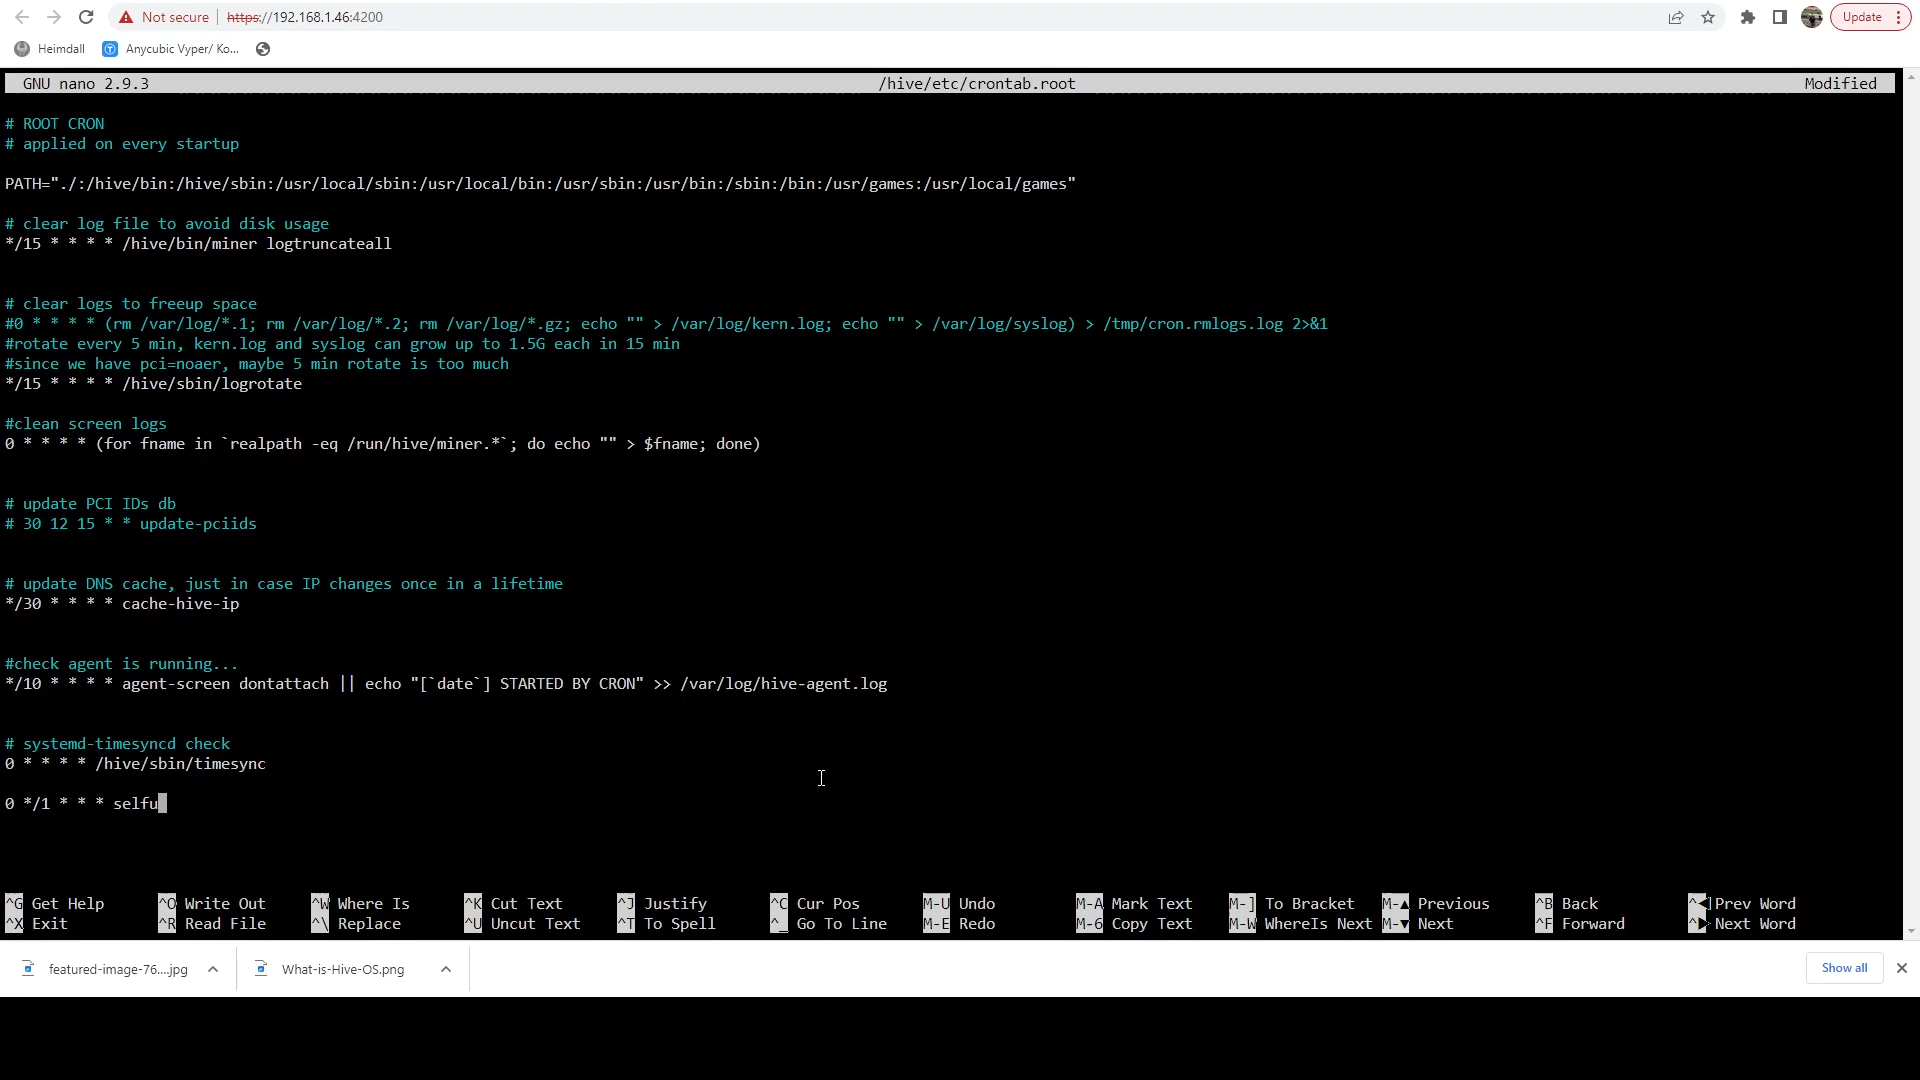 Not secure https://192.168.1.46:4200 Update
Heimdall Anycubic Vyper/ Ko...
GNU nano 2.9.3 /hive/etc/crontab.root Modified
# ROOT CRON
# applied on every startup
PATH="./:/hive/bin:/hive/sbin:/usr/local/sbin:/usr/local/bin:/usr/sbin:/usr/bin:/sbin:/bin:/usr/games:/usr/local/games"
# clear log file to avoid disk usage
*/15 * * * * /hive/bin/miner logtruncateall
# clear logs to freeup space
#0 * * * * (rm /var/log/*.1; rm /var/log/*.2; rm /var/log/*.gz; echo "" > /var/log/kern.log; echo "" > /var/log/syslog) > /tmp/cron.rmlogs.log 2>&1
#rotate every 5 min, kern.log and syslog can grow up to 1.5G each in 15 min
#since we have pci=noaer, maybe 5 min rotate is too much
*/15 * * * * /hive/sbin/logrotate
#clean screen logs
0 * * * * (for fname in `realpath -eq /run/hive/miner.*`; do echo "" > $fname; done)
# update PCI IDs db
# 30 12 15 * * update-pciids
# update DNS cache, just in case IP changes once in a lifetime
*/30 * * * * cache-hive-ip
#check agent is running...
*/10 * * * * agent-screen dontattach || echo "[`date`] STARTED BY CRON" >> /var/log/hive-agent.log
# systemd-timesyncd check
0 * * * * /hive/sbin/timesync
0 */1 * * * selfu
^G Get Help ^O Write Out ^W Where Is ^K Cut Text ^J Justify ^C Cur Pos M-U Undo M-A Mark Text M-] To Bracket M-▲ Previous ^B Back ^◀ Prev Word
^X Exit ^R Read File ^\ Replace ^U Uncut Text ^T To Spell ^_ Go To Line M-E Redo M-6 Copy Text M-W WhereIs Next M-▼ Next ^F Forward ^▶ Next Word
featured-image-76....jpg What-is-Hive-OS.png Show all